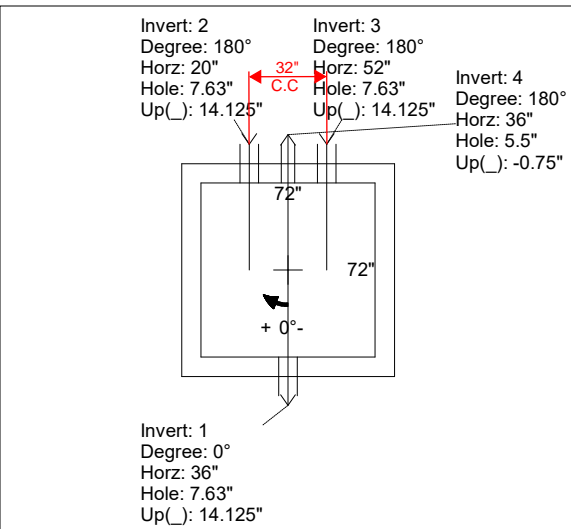 Invert: 2
Degree: 180°
Horz: 20"
Hole: 7.63"
Up(_): 14.125"
32"
C.C
Invert: 3
Degree: 180°
Horz: 52"
Hole: 7.63"
Up(_): 14.125"
Invert: 4
Degree: 180°
Horz: 36"
Hole: 5.5"
Up(_): -0.75"
72"
72"
+ 0°-
Invert: 1
Degree: 0°
Horz: 36"
Hole: 7.63"
Up(_): 14.125"